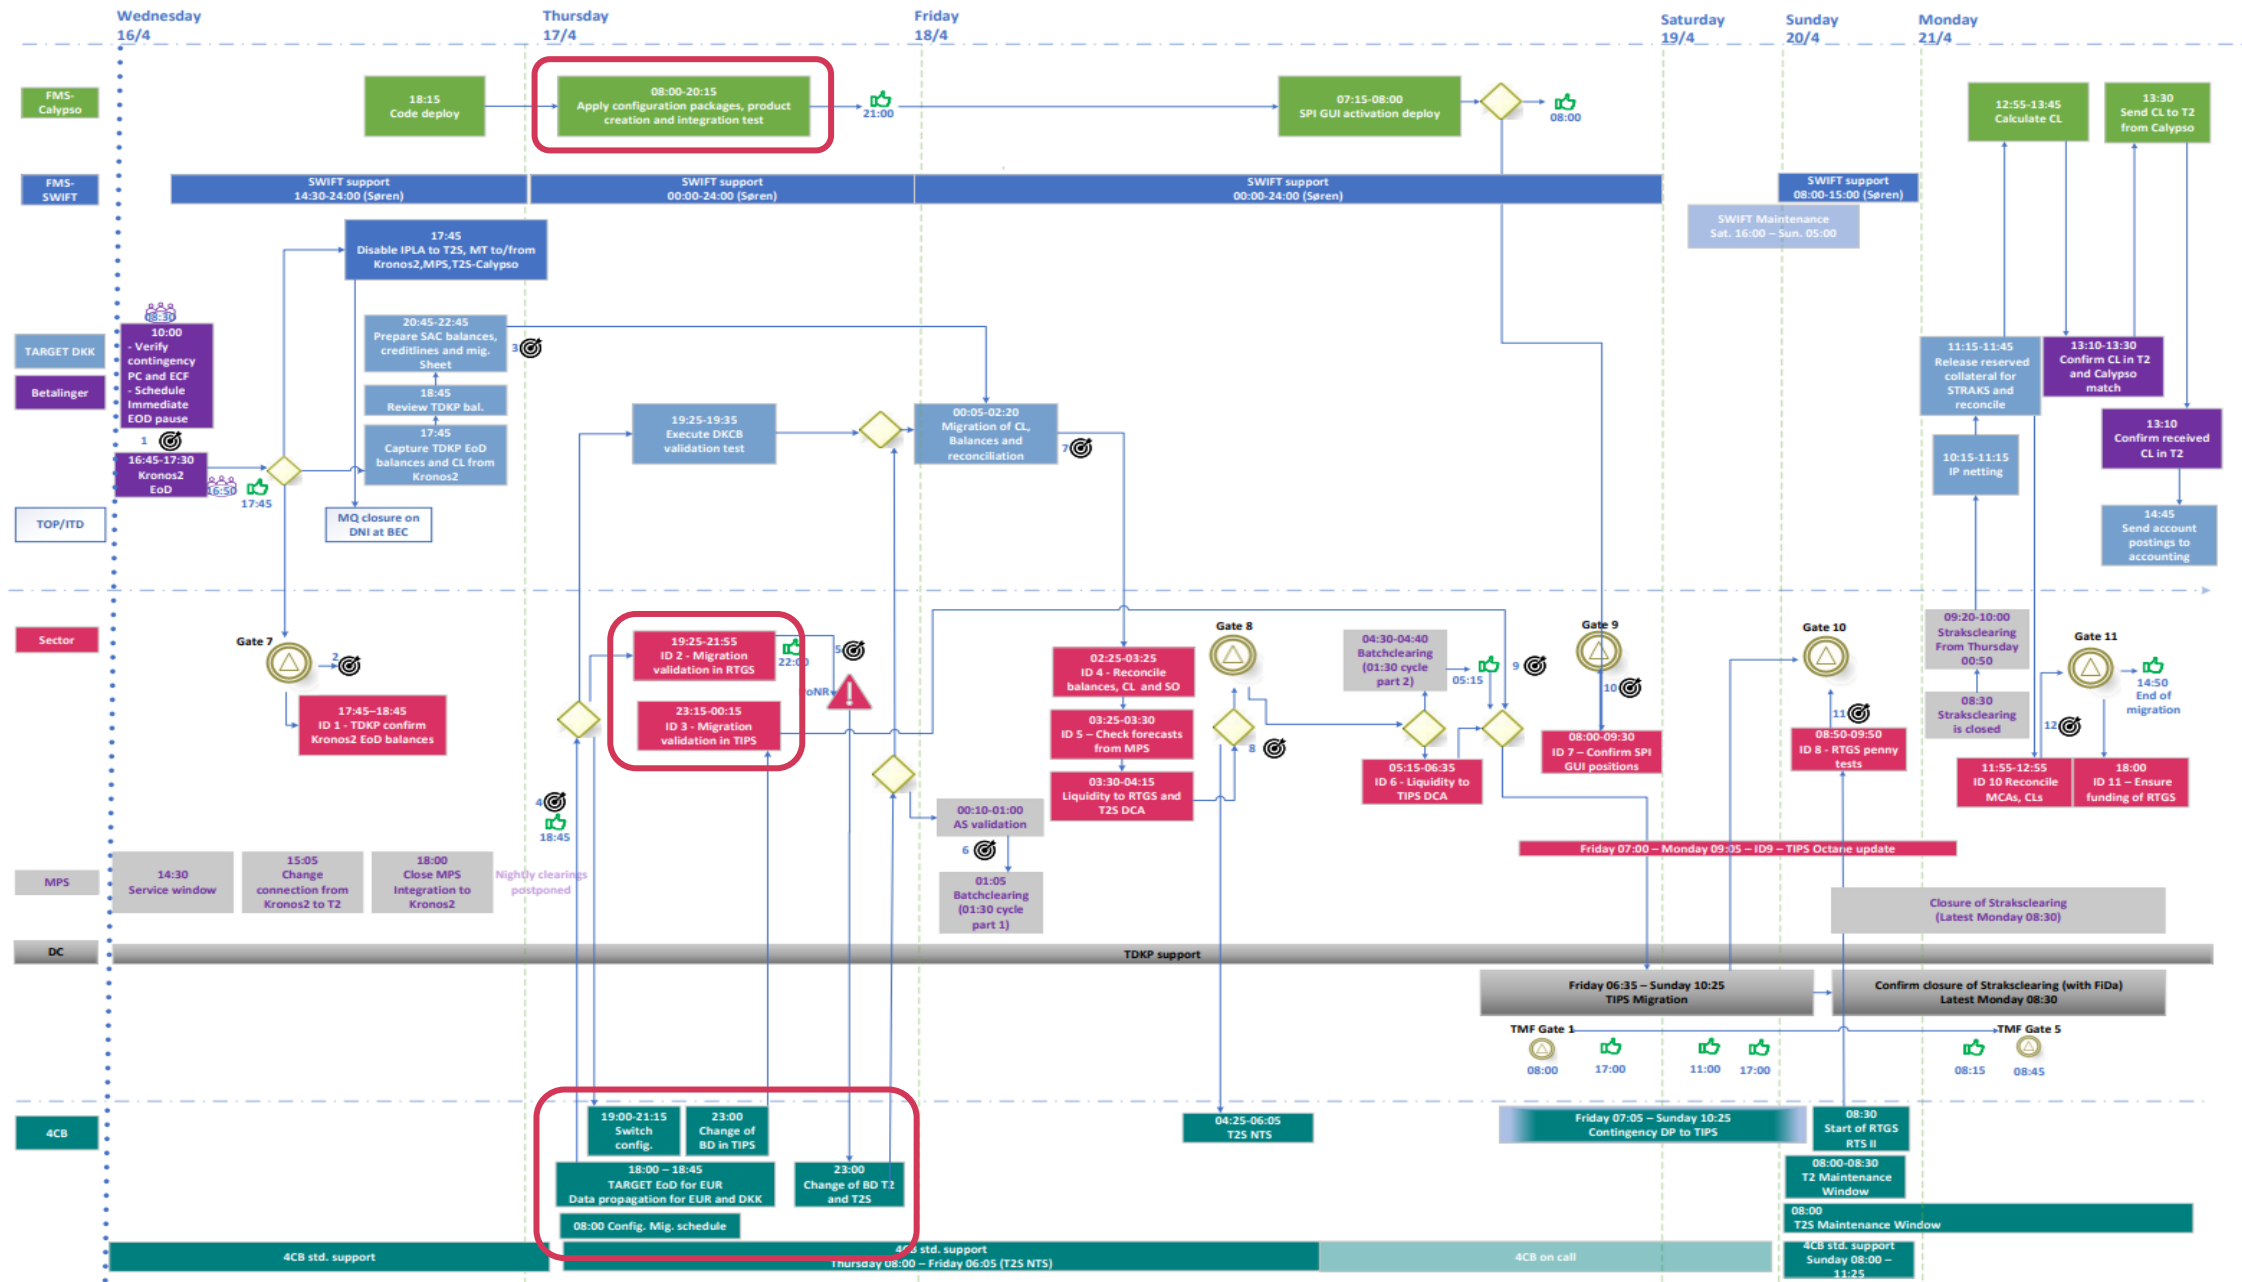 Wednesday
16/4
Thursday
17/4
Friday
18/4
Saturday
19/4
Sunday
20/4
Monday
21/4
FMS-
Calypso
18:15
Code deploy
08:00-20:15
Apply configuration packages, product
creation and integration test
21:00
07:15-08:00
SPI GUI activation deploy
08:00
12:55-13:45
Calculate CL
13:30
Send CL to T2
from Calypso
FMS-
SWIFT
SWIFT support
14:30-24:00 (Søren)
SWIFT support
00:00-24:00 (Søren)
SWIFT support
00:00-24:00 (Søren)
SWIFT support
08:00-15:00 (Søren)
SWIFT Maintenance
Sat. 16:00 – Sun. 05:00
17:45
Disable IPLA to T2S, MT to/from
Kronos2,MPS,T2S-Calypso
TARGET DKK
Betalinger
08:30
10:00
- Verify
contingency
PC and ECF
- Schedule
Immediate
EOD pause
1
16:45-17:30
Kronos2
EoD
16:50
17:45
20:45-22:45
Prepare SAC balances,
creditlines and mig.
Sheet
3
18:45
Review TDKP bal.
17:45
Capture TDKP EoD
balances and CL from
Kronos2
19:25-19:35
Execute DKCB
validation test
00:05-02:20
Migration of CL,
Balances and
reconciliation
7
11:15-11:45
Release reserved
collateral for
STRAKS and
reconcile
13:10-13:30
Confirm CL in T2
and Calypso
match
10:15-11:15
IP netting
13:10
Confirm received
CL in T2
14:45
Send account
postings to
accounting
TOP/ITD
MQ closure on
DNI at BEC
Sector
Gate 7
2
17:45–18:45
ID 1 - TDKP confirm
Kronos2 EoD balances
19:25-21:55
ID 2 - Migration
validation in RTGS
22:00
5
PoNR
23:15-00:15
ID 3 - Migration
validation in TIPS
4
18:45
02:25-03:25
ID 4 - Reconcile
balances, CL and SO
03:25-03:30
ID 5 – Check forecasts
from MPS
03:30-04:15
Liquidity to RTGS and
T2S DCA
Gate 8
8
04:30-04:40
Batchclearing
(01:30 cycle
part 2)
05:15
9
05:15-06:35
ID 6 - Liquidity to
TIPS DCA
Gate 9
10
08:00-09:30
ID 7 – Confirm SPI
GUI positions
Gate 10
11
08:50-09:50
ID 8 - RTGS penny
tests
09:20-10:00
Straksclearing
From Thursday
00:50
08:30
Straksclearing
is closed
Gate 11
14:50
End of
migration
12
11:55-12:55
ID 10 Reconcile
MCAs, CLs
18:00
ID 11 – Ensure
funding of RTGS
00:10-01:00
AS validation
6
01:05
Batchclearing
(01:30 cycle
part 1)
Friday 07:00 – Monday 09:05 – ID9 – TIPS Octane update
MPS
14:30
Service window
15:05
Change
connection from
Kronos2 to T2
18:00
Close MPS
Integration to
Kronos2
Nightly clearings
postponed
Closure of Straksclearing
(Latest Monday 08:30)
DC
TDKP support
Friday 06:35 – Sunday 10:25
TIPS Migration
Confirm closure of Straksclearing (with FiDa)
Latest Monday 08:30
TMF Gate 1
08:00
17:00
11:00
17:00
08:15
TMF Gate 5
08:45
4CB
19:00-21:15
Switch
config.
23:00
Change of
BD in TIPS
18:00 – 18:45
TARGET EoD for EUR
Data propagation for EUR and DKK
23:00
Change of BD T2
and T2S
08:00 Config. Mig. schedule
04:25-06:05
T2S NTS
Friday 07:05 – Sunday 10:25
Contingency DP to TIPS
08:30
Start of RTGS
RTS II
08:00-08:30
T2 Maintenance
Window
08:00
T2S Maintenance Window
4CB std. support
4CB std. support
Thursday 08:00 – Friday 06:05 (T2S NTS)
4CB on call
4CB std. support
Sunday 08:00 –
11:25